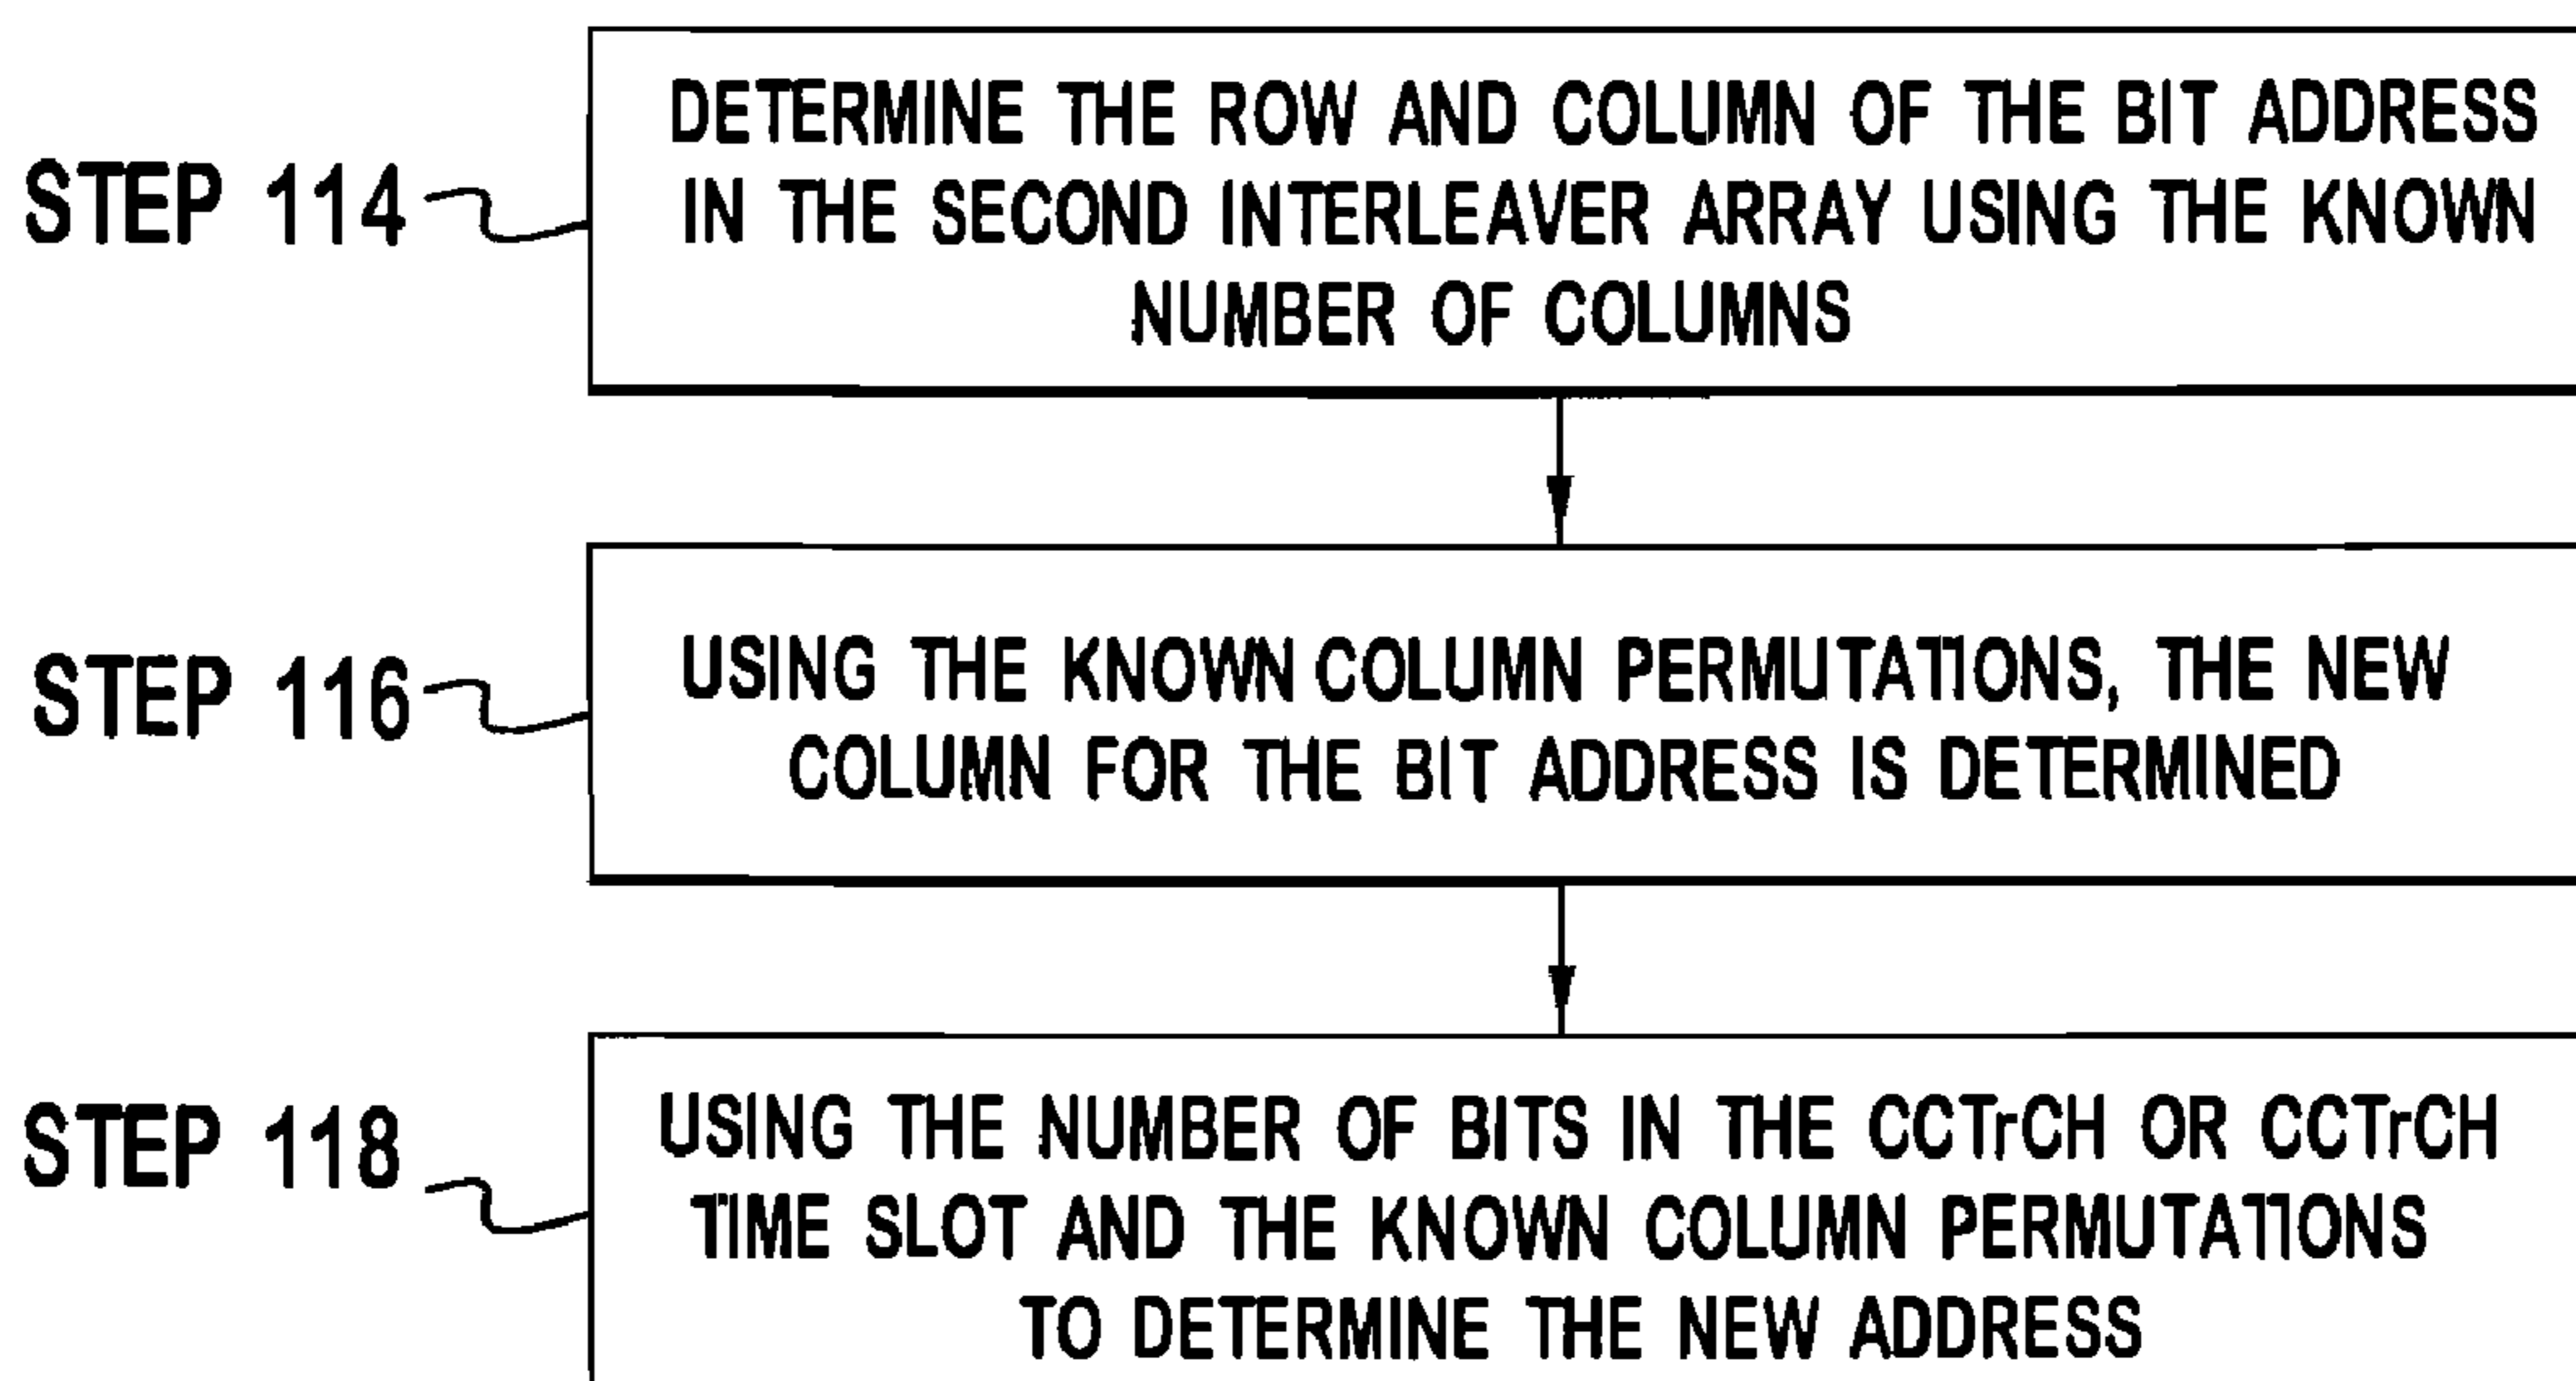 STEP 114
DETERMINE THE ROW AND COLUMN OF THE BIT ADDRESS
IN THE SECOND INTERLEAVER ARRAY USING THE KNOWN
NUMBER OF COLUMNS
STEP 116
USING THE KNOWN COLUMN PERMUTATIONS, THE NEW
COLUMN FOR THE BIT ADDRESS IS DETERMINED
STEP 118
USING THE NUMBER OF BITS IN THE CCTrCH OR CCTrCH
TIME SLOT AND THE KNOWN COLUMN PERMUTATIONS
TO DETERMINE THE NEW ADDRESS